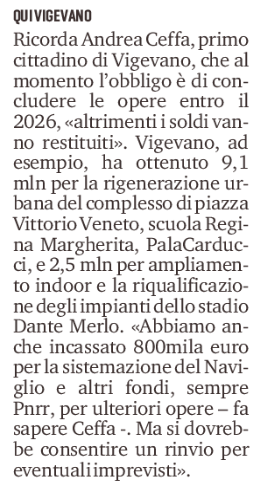 QUI VIGEVANO
Ricorda Andrea Ceffa, primo
cittadino di Vigevano, che al
momento l'obbligo è di con-
cludere le opere entro il
2026, «altrimenti i soldi van-
no restituiti». Vigevano, ad
esempio, ha ottenuto 9,1
mln per la rigenerazione ur-
bana del complesso di piazza
Vittorio Veneto, scuola Regi-
na Margherita, PalaCarduc-
ci, e 2,5 mln per ampliamen-
to indoor e la riqualificazio-
ne degli impianti dello stadio
Dante Merlo. «Abbiamo an-
che incassato 800mila euro
per la sistemazione del Navi-
glio e altri fondi, sempre
Pnrr, per ulteriori opere – fa
sapere Ceffa -. Ma si dovreb-
be consentire un rinvio per
eventuali imprevisti».